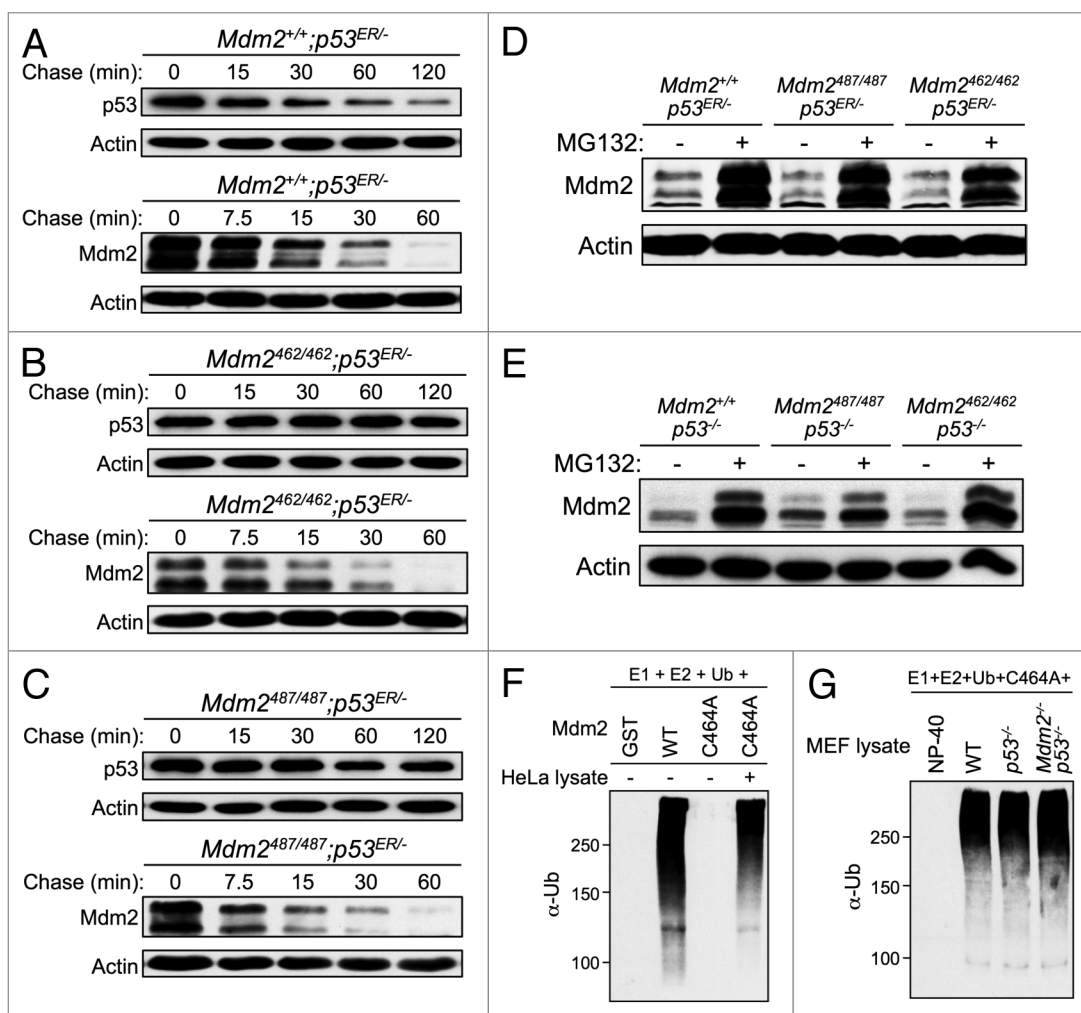 A
Mdm2+/+;p53ER/-
Chase (min): 0 15 30 60 120
p53
Actin
Mdm2+/+;p53ER/-
Chase (min): 0 7.5 15 30 60
Mdm2
Actin
B
Mdm2462/462;p53ER/-
Chase (min): 0 15 30 60 120
p53
Actin
Mdm2462/462;p53ER/-
Chase (min): 0 7.5 15 30 60
Mdm2
Actin
C
Mdm2487/487;p53ER/-
Chase (min): 0 15 30 60 120
p53
Actin
Mdm2487/487;p53ER/-
Chase (min): 0 7.5 15 30 60
Mdm2
Actin
D
Mdm2+/+ Mdm2487/487 Mdm2462/462
p53ER/- p53ER/- p53ER/-
MG132: - + - + - +
Mdm2
Actin
E
Mdm2+/+ Mdm2487/487 Mdm2462/462
p53-/- p53-/- p53-/-
MG132: - + - + - +
Mdm2
Actin
F
E1 + E2 + Ub +
Mdm2 GST WT C464A C464A
HeLa lysate - - - +
250
150
100
α-Ub
G
E1+E2+Ub+C464A+
MEF lysate NP-40 WT p53-/- Mdm2-/- p53-/-
250
150
100
α-Ub